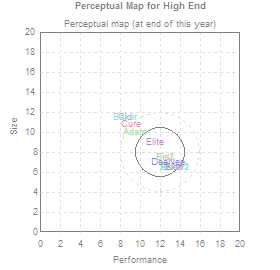 Perceptual Map for High End
Perceptual map (at end of this year)
20
18
16
14
12
10
8
6
4
2
0
Size
Cure
Adam
Elite
0 2 4 6 8 10 12 14 16 18 20
Performance